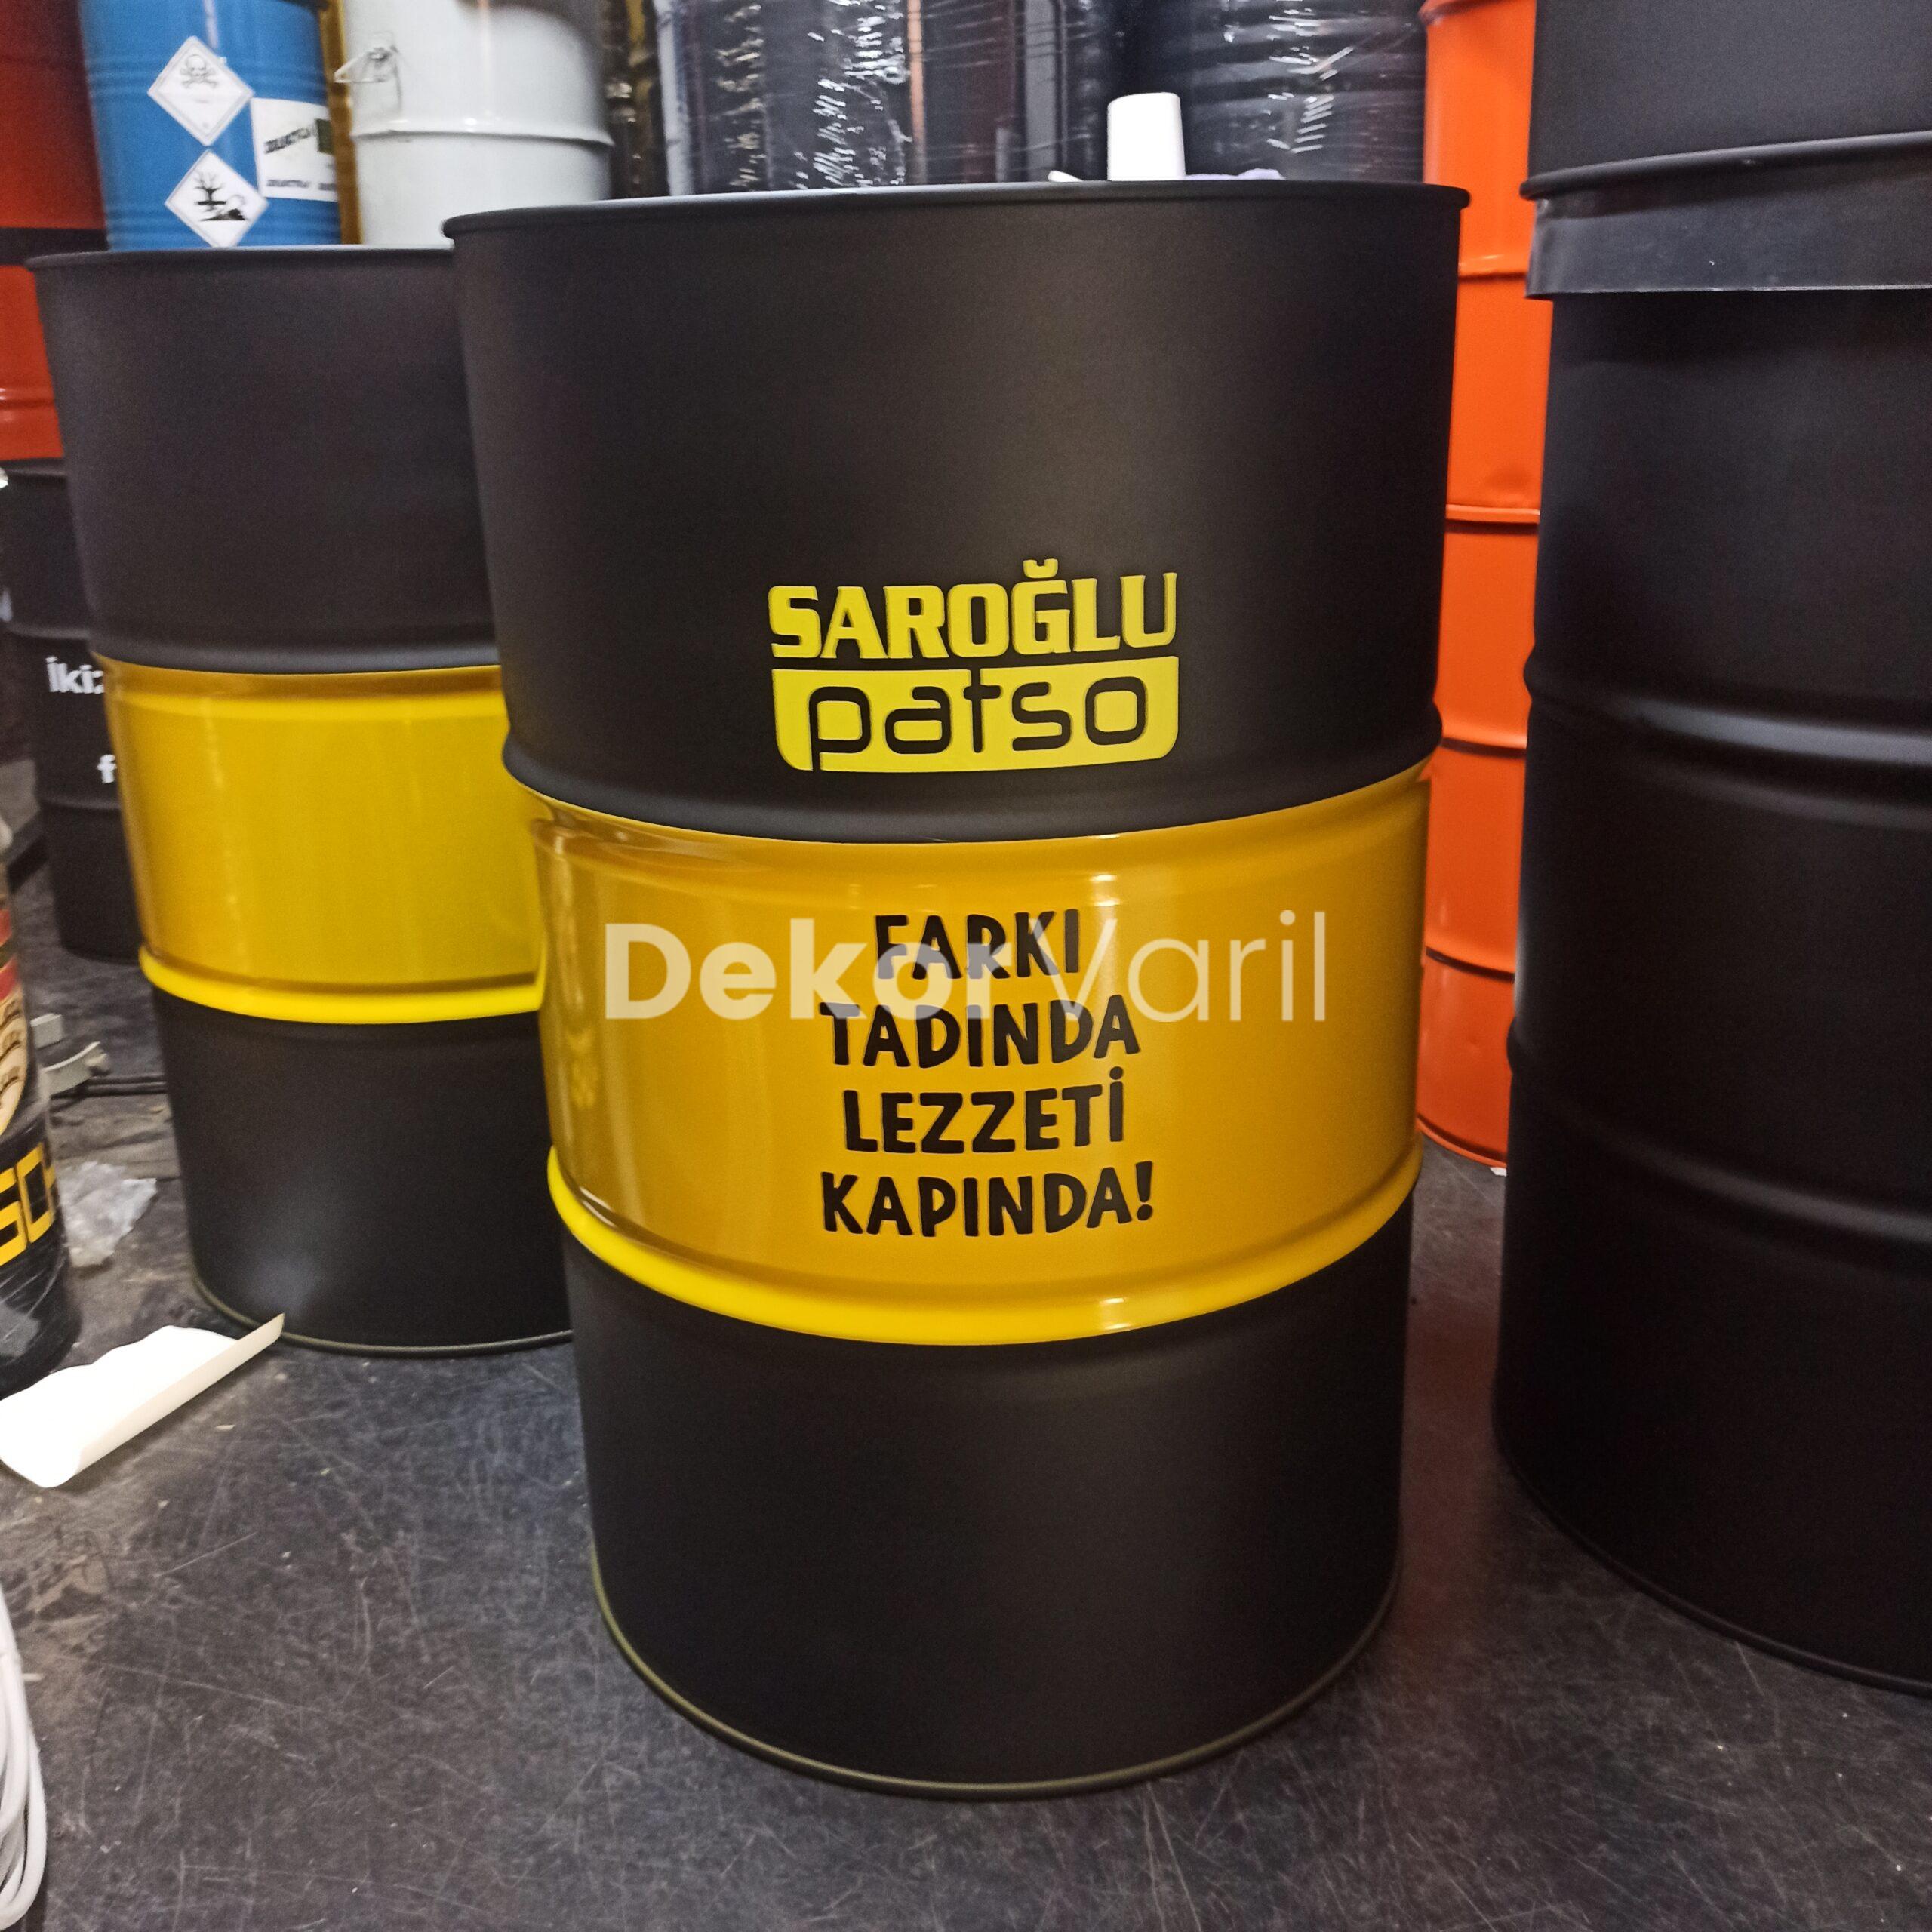 SAROĞLU
patso
FARKI
TADINDA
LEZZETİ
KAPINDA!
DekorVaril